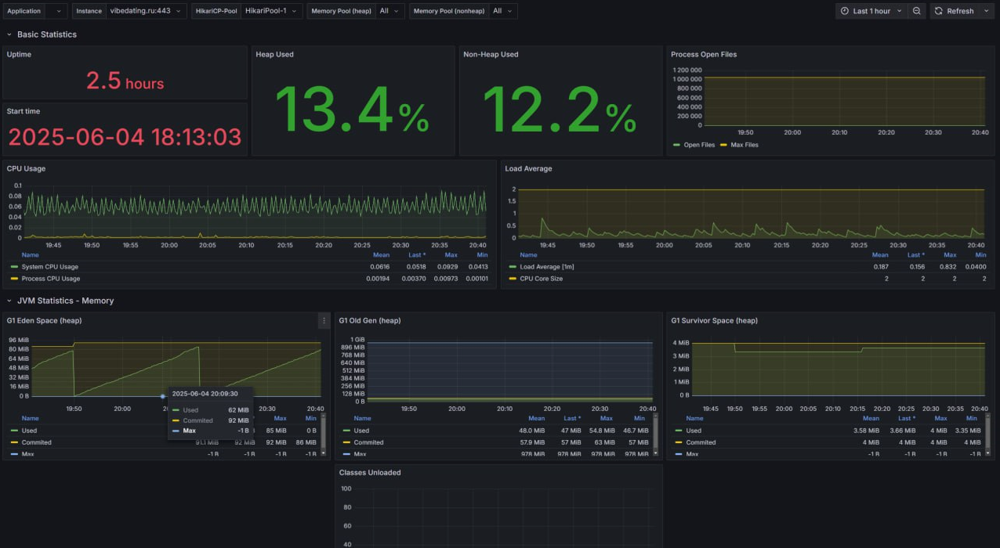 Application Instance vibedating.ru:443 HikariCP-Pool HikariPool-1 Memory Pool (heap) All Memory Pool (nonheap) All Last 1 hour Refresh
Basic Statistics
Uptime
2.5 hours
Start time
2025-06-04 18:13:03
Heap Used
13.4%
Non-Heap Used
12.2%
Process Open Files
1 200 000
1 000 000
800 000
600 000
400 000
200 000
0
19:50 20:00 20:10 20:20 20:30 20:40
Open Files Max Files
CPU Usage
0.1
0.08
0.06
0.04
0.02
0
19:45 19:50 19:55 20:00 20:05 20:10 20:15 20:20 20:25 20:30 20:35 20:40
Name Mean Last * Max Min
System CPU Usage 0.0616 0.0518 0.0929 0.0413
Process CPU Usage 0.00194 0.00370 0.00973 0.00101
Load Average
2
1.5
1
0.5
0
19:45 19:50 19:55 20:00 20:05 20:10 20:15 20:20 20:25 20:30 20:35 20:40
Name Mean Last * Max Min
Load Average [1m] 0.187 0.156 0.832 0.0400
CPU Core Size 2 2 2 2
JVM Statistics - Memory
G1 Eden Space (heap)
96 MiB
80 MiB
64 MiB
48 MiB
32 MiB
16 MiB
0 B
19:50 20:00 20:30 20:40
2025-06-04 20:09:30
Used 62 MiB
Commited 92 MiB
Max -1 B
Name Max Min
Used 85 MiB 0 B
Commited 91.1 MiB 92 MiB 92 MiB 86 MiB
Max -1 B -1 B -1 B -1 B
G1 Old Gen (heap)
1 GiB
896 MiB
768 MiB
640 MiB
512 MiB
384 MiB
256 MiB
128 MiB
0 B
19:50 20:00 20:10 20:20 20:30 20:40
Name Mean Last * Max Min
Used 48.0 MiB 47 MiB 54.8 MiB 46.7 MiB
Commited 57.9 MiB 57 MiB 63 MiB 57 MiB
Max 978 MiB 978 MiB 978 MiB 978 MiB
G1 Survivor Space (heap)
4 MiB
3 MiB
2 MiB
1 MiB
0 B
19:45 19:50 19:55 20:00 20:05 20:10 20:15 20:20 20:25 20:30 20:35 20:40
Name Mean Last * Max Min
Used 3.58 MiB 3.66 MiB 4 MiB 3.35 MiB
Commited 4 MiB 4 MiB 4 MiB 4 MiB
Max -1 B -1 B -1 B -1 B
Classes Unloaded
100
80
60
40